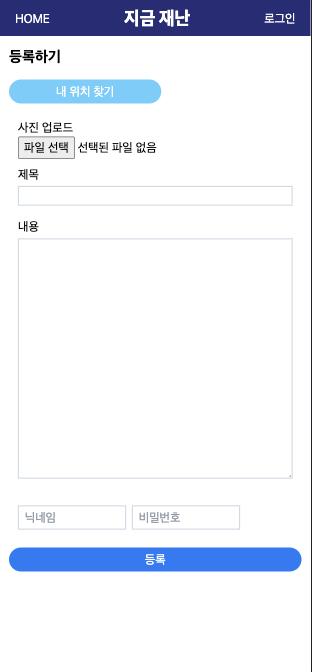 HOME 지금 재난 로그인
등록하기
내 위치 찾기
사진 업로드
파일 선택 선택된 파일 없음
제목
내용
닉네임 비밀번호
등록